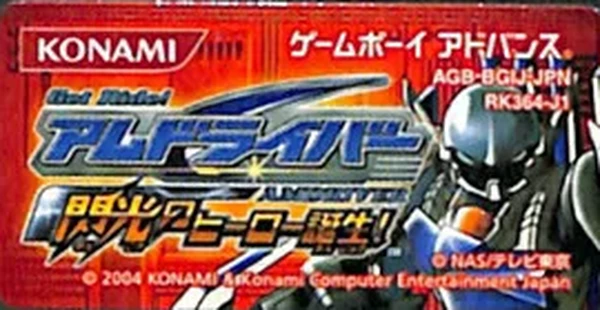 KONAMI
ゲームボーイ アドバンス
AGB-BGIJ-JPN
RK364-J1
Get Ride!
アムドライバー
AMDRIVER
閃光のヒーロー誕生!
© NAS/テレビ東京
© 2004 KONAMI & Konami Computer Entertainment Japan